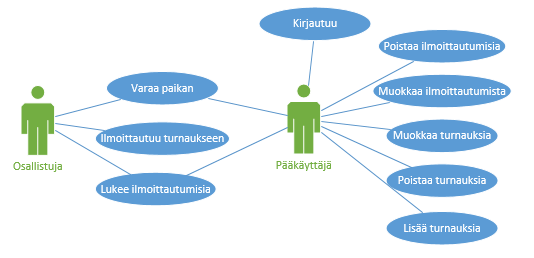 Kirjautuu
Poistaa ilmoittautumisia
Varaa paikan
Muokkaa ilmoittautumista
Ilmoittautuu turnaukseen
Muokkaa turnauksia
Osallistuja
Pääkäyttäjä
Lukee ilmoittautumisia
Poistaa turnauksia
Lisää turnauksia